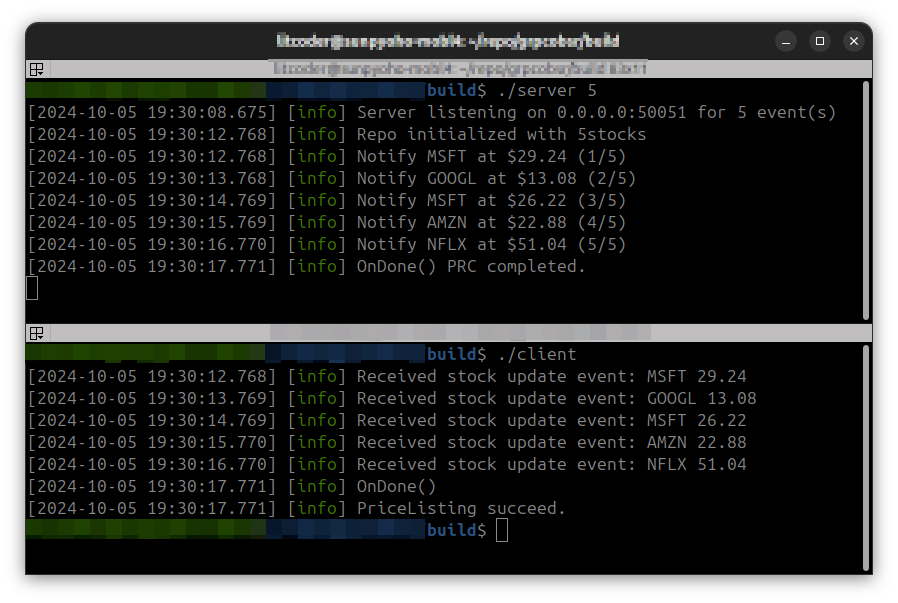 build$ ./server 5
[2024-10-05 19:30:08.675] [info] Server listening on 0.0.0.0:50051 for 5 event(s)
[2024-10-05 19:30:12.768] [info] Repo initialized with 5stocks
[2024-10-05 19:30:12.768] [info] Notify MSFT at $29.24 (1/5)
[2024-10-05 19:30:13.768] [info] Notify GOOGL at $13.08 (2/5)
[2024-10-05 19:30:14.769] [info] Notify MSFT at $26.22 (3/5)
[2024-10-05 19:30:15.769] [info] Notify AMZN at $22.88 (4/5)
[2024-10-05 19:30:16.770] [info] Notify NFLX at $51.04 (5/5)
[2024-10-05 19:30:17.771] [info] OnDone() PRC completed.
build$ ./client
[2024-10-05 19:30:12.768] [info] Received stock update event: MSFT 29.24
[2024-10-05 19:30:13.769] [info] Received stock update event: GOOGL 13.08
[2024-10-05 19:30:14.769] [info] Received stock update event: MSFT 26.22
[2024-10-05 19:30:15.770] [info] Received stock update event: AMZN 22.88
[2024-10-05 19:30:16.770] [info] Received stock update event: NFLX 51.04
[2024-10-05 19:30:17.771] [info] OnDone()
[2024-10-05 19:30:17.771] [info] PriceListing succeed.
build$